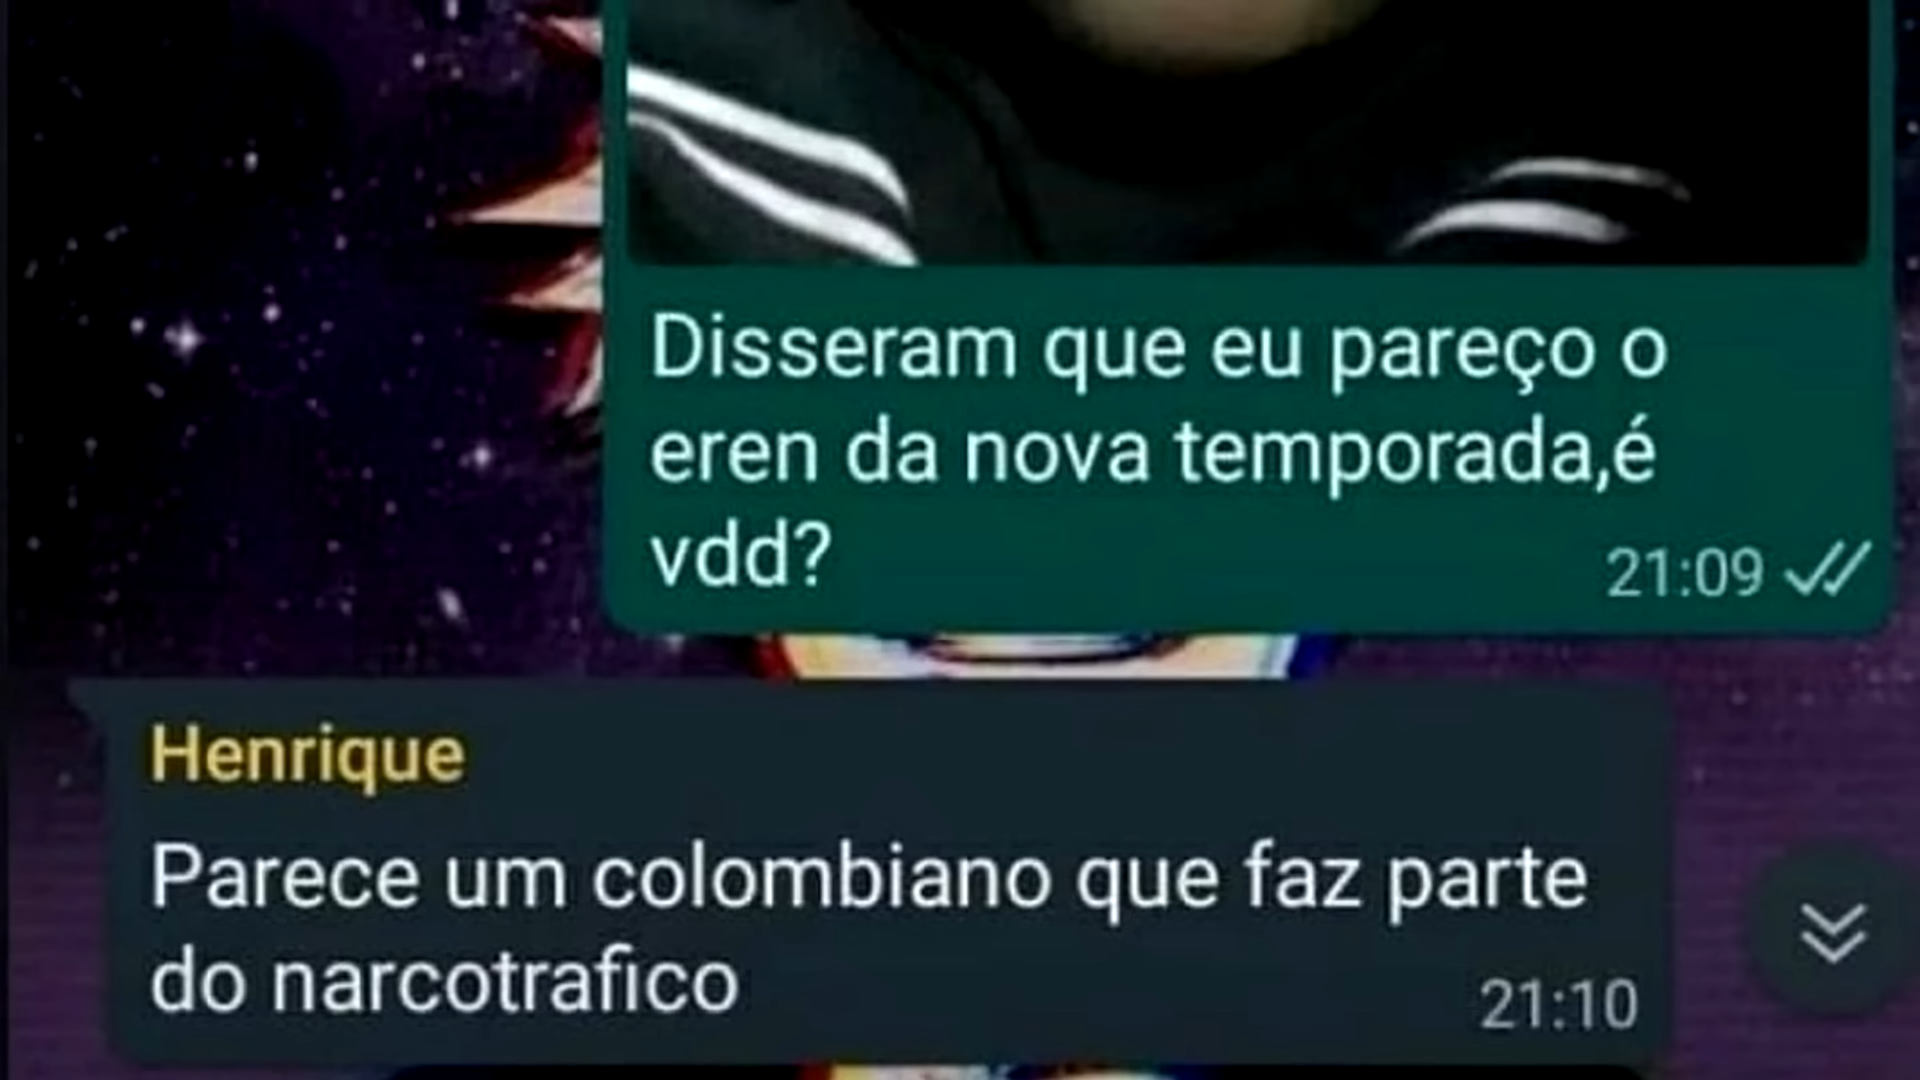 Disseram que eu pareço o
eren da nova temporada,é
vdd?
21:09
Henrique
Parece um colombiano que faz parte
do narcotrafico
21:10